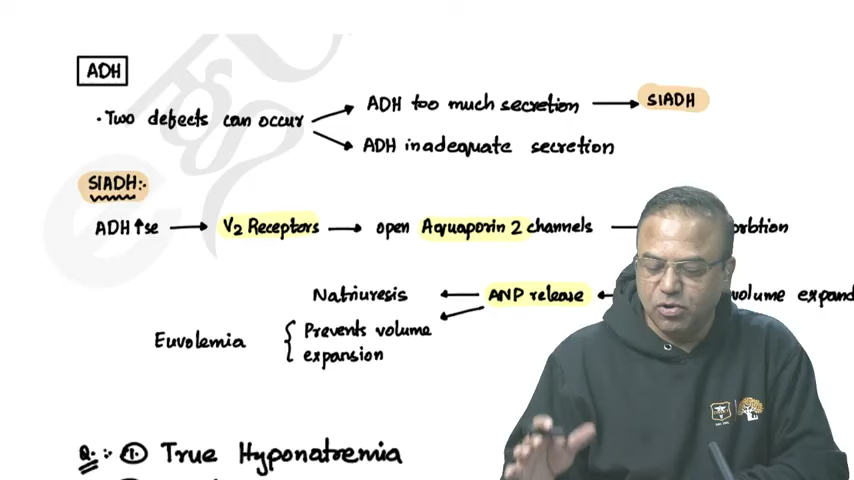 ADH
· Two defects can occur
ADH too much secretion → SIADH
ADH inadequate secretion
SIADH:-
ADH ↑se → V2 Receptors → open Aquaporin 2 channels —
Natriuresis ← ANP release ← volume expand
Euvolemia { Prevents volume
expansion
Q:- ① True Hyponatremia